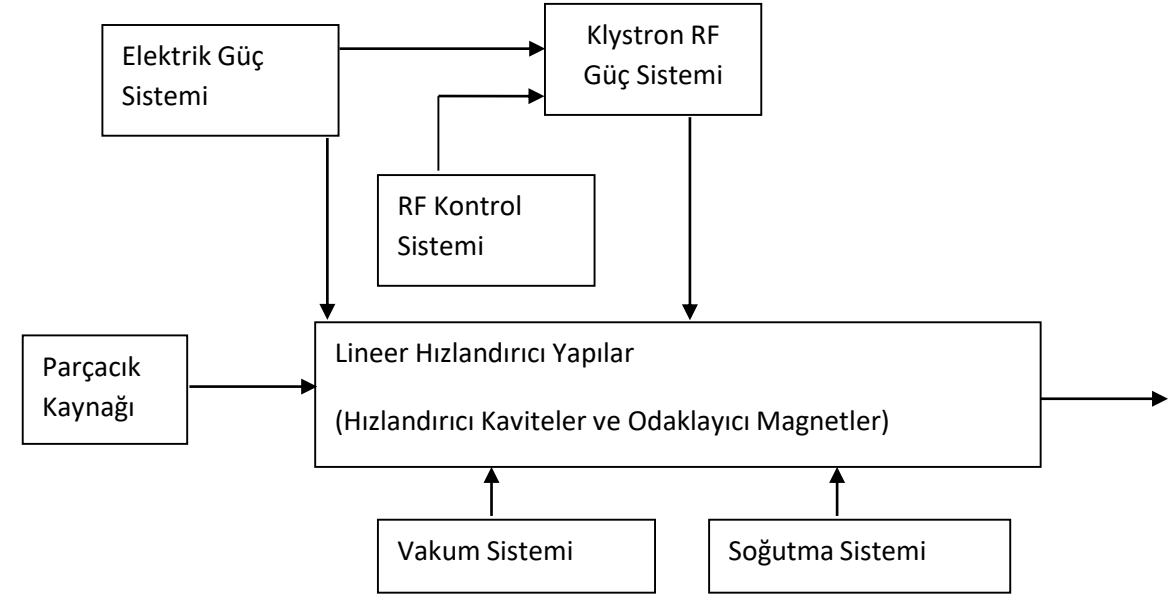 Elektrik Güç
Sistemi
Klystron RF
Güç Sistemi
RF Kontrol
Sistemi
Parçacık
Kaynağı
Lineer Hızlandırıcı Yapılar
(Hızlandırıcı Kaviteler ve Odaklayıcı Magnetler)
Vakum Sistemi
Soğutma Sistemi